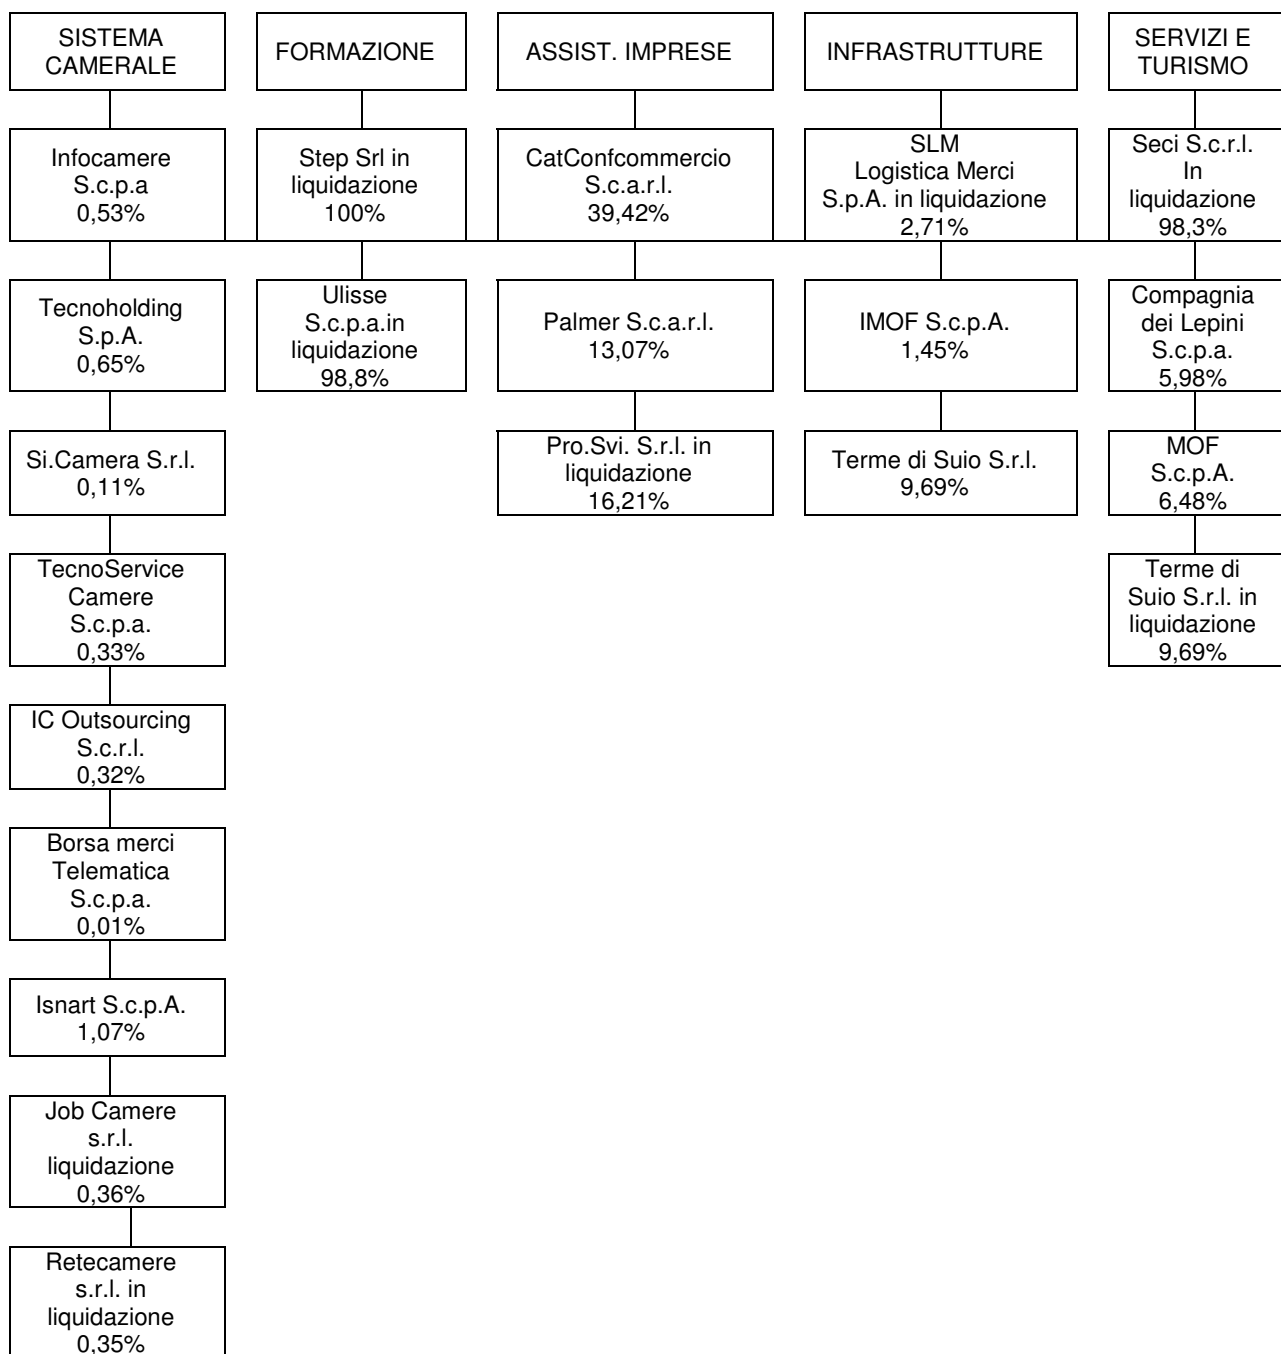 SISTEMA
CAMERALE
FORMAZIONE
ASSIST. IMPRESE
INFRASTRUTTURE
SERVIZI E
TURISMO
Infocamere
S.c.p.a
0,53%
Step Srl in
liquidazione
100%
CatConfcommercio
S.c.a.r.l.
39,42%
SLM
Logistica Merci
S.p.A. in liquidazione
2,71%
Seci S.c.r.l.
In
liquidazione
98,3%
Tecnoholding
S.p.A.
0,65%
Ulisse
S.c.p.a.in
liquidazione
98,8%
Palmer S.c.a.r.l.
13,07%
IMOF S.c.p.A.
1,45%
Compagnia
dei Lepini
S.c.p.a.
5,98%
Si.Camera S.r.l.
0,11%
Pro.Svi. S.r.l. in
liquidazione
16,21%
Terme di Suio S.r.l.
9,69%
MOF
S.c.p.A.
6,48%
TecnoService
Camere
S.c.p.a.
0,33%
Terme di
Suio S.r.l. in
liquidazione
9,69%
IC Outsourcing
S.c.r.l.
0,32%
Borsa merci
Telematica
S.c.p.a.
0,01%
Isnart S.c.p.A.
1,07%
Job Camere
s.r.l.
liquidazione
0,36%
Retecamere
s.r.l. in
liquidazione
0,35%